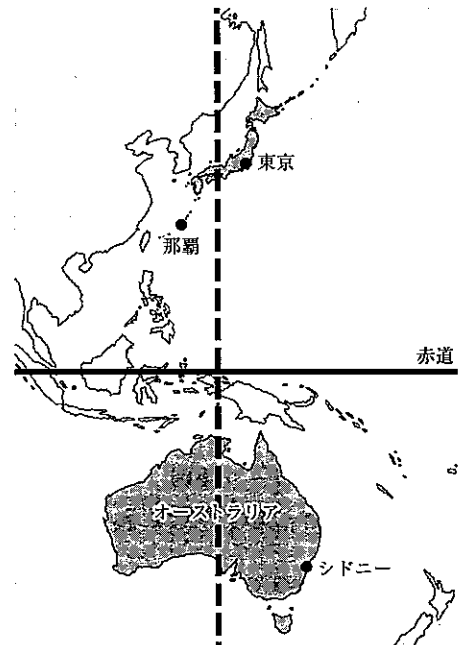 東京
那覇
赤道
オーストラリア
シドニー